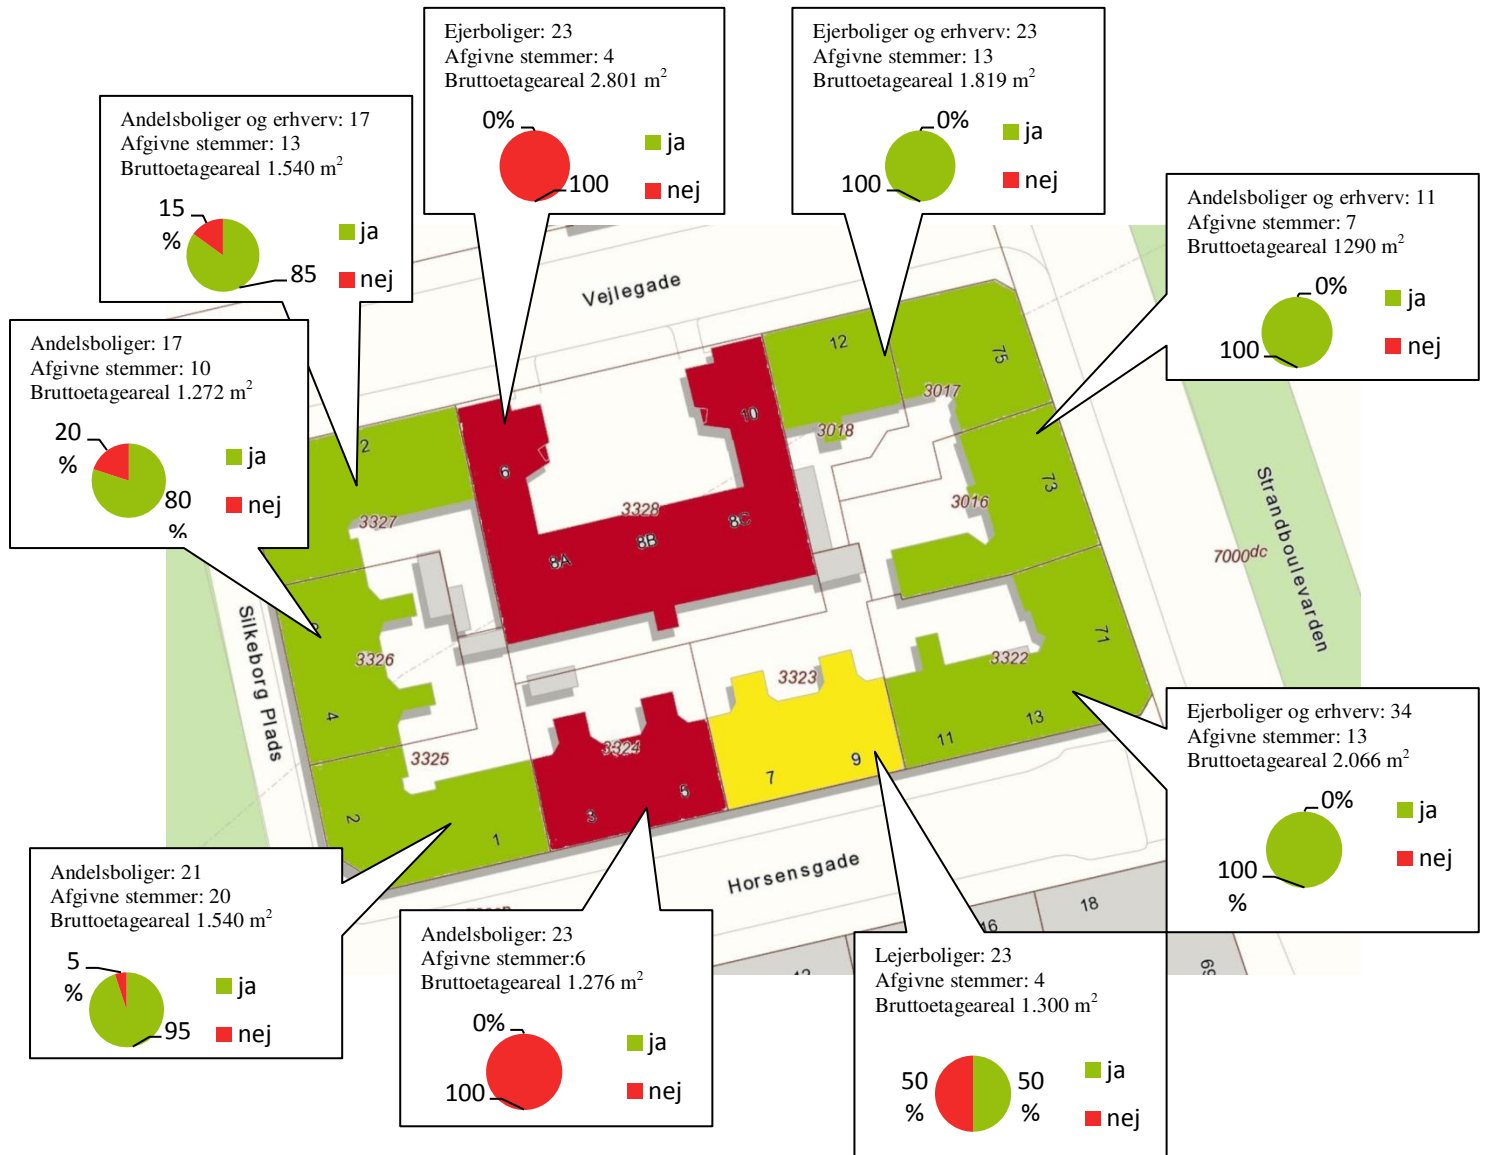 Ejerboliger: 23
Afgivne stemmer: 4
Bruttoetageareal 2.801 m²
0%
100
ja
nej
Ejerboliger og erhverv: 23
Afgivne stemmer: 13
Bruttoetageareal 1.819 m²
0%
100
ja
nej
Andelsboliger og erhverv: 17
Afgivne stemmer: 13
Bruttoetageareal 1.540 m²
15
%
85
ja
nej
Andelsboliger og erhverv: 11
Afgivne stemmer: 7
Bruttoetageareal 1290 m²
0%
100
ja
nej
Andelsboliger: 17
Afgivne stemmer: 10
Bruttoetageareal 1.272 m²
20
%
80
%
ja
nej
Vejlegade
12
75
3017
3018
2
10
6
73
3327
3328
8C
8B
8A
3016
Strandboulevarden
7000dc
Silkeborg Plads
3326
4
71
3322
3323
3325
3324
13
11
9
7
5
3
2
1
Horsensgade
18
16
69
Ejerboliger og erhverv: 34
Afgivne stemmer: 13
Bruttoetageareal 2.066 m²
0%
100
%
ja
nej
Andelsboliger: 21
Afgivne stemmer: 20
Bruttoetageareal 1.540 m²
5
%
95
ja
nej
Andelsboliger: 23
Afgivne stemmer:6
Bruttoetageareal 1.276 m²
0%
100
ja
nej
Lejerboliger: 23
Afgivne stemmer: 4
Bruttoetageareal 1.300 m²
50
%
50
%
ja
nej